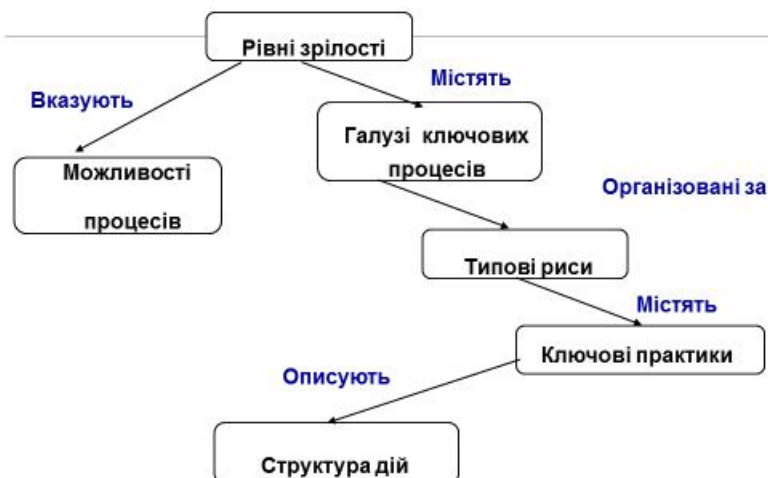 Рівні зрілості
Вказують
Містять
Можливості
процесів
Галузі ключових
процесів
Організовані за
Типові риси
Містять
Ключові практики
Описують
Структура дій